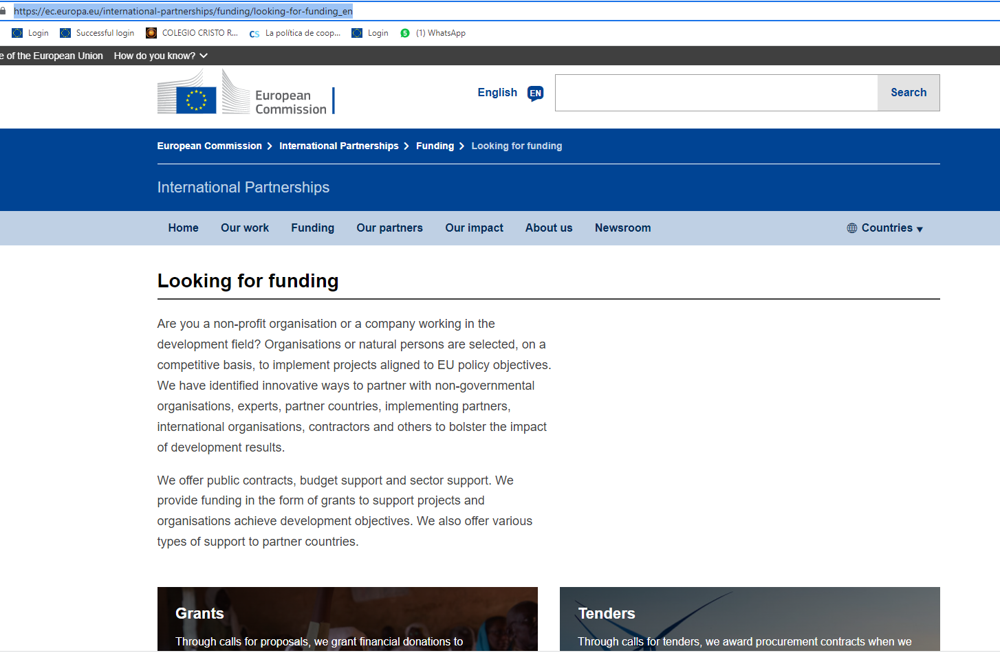 https://ec.europa.eu/international-partnerships/funding/looking-for-funding_en
Login Successful login COLEGIO CRISTO R... CS La política de coop... Login 5 (1) WhatsApp
e of the European Union How do you know?
European
Commission
English EN Search
European Commission > International Partnerships > Funding > Looking for funding
International Partnerships
Home Our work Funding Our partners Our impact About us Newsroom Countries
Looking for funding
Are you a non-profit organisation or a company working in the
development field? Organisations or natural persons are selected, on a
competitive basis, to implement projects aligned to EU policy objectives.
We have identified innovative ways to partner with non-governmental
organisations, experts, partner countries, implementing partners,
international organisations, contractors and others to bolster the impact
of development results.
We offer public contracts, budget support and sector support. We
provide funding in the form of grants to support projects and
organisations achieve development objectives. We also offer various
types of support to partner countries.
Grants
Through calls for proposals, we grant financial donations to
Tenders
Through calls for tenders, we award procurement contracts when we